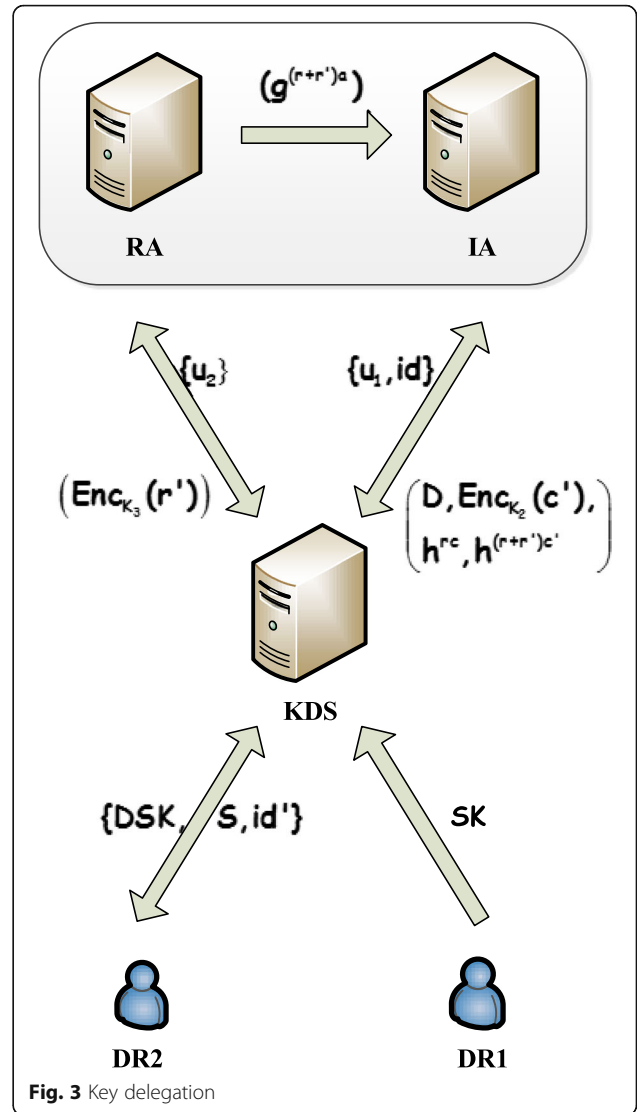 (g^(r+r')a)
RA
IA
{u₂}
{u₁,id}
(Enc_K₃(r'))
(D,Enc_K₂(c'),
h^rc,h^(r+r')c')
KDS
{DSK, S,id'}
SK
DR2
DR1
Fig. 3 Key delegation